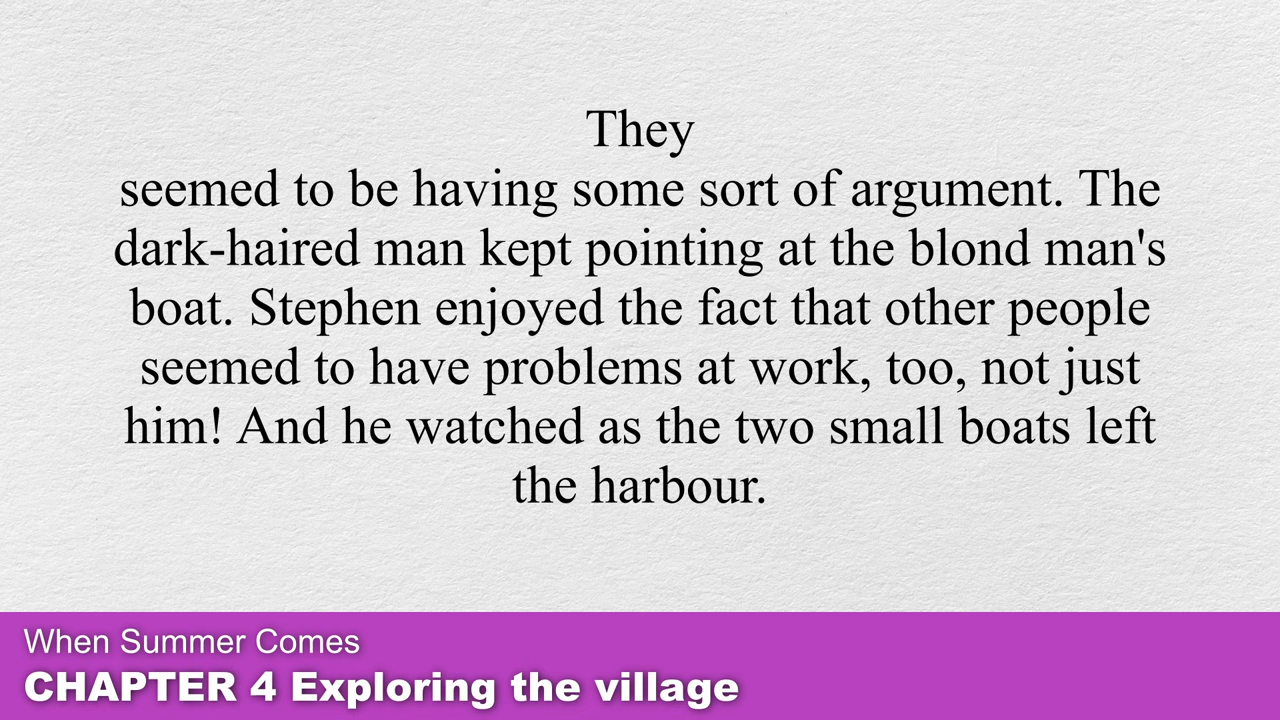 They
seemed to be having some sort of argument. The
dark-haired man kept pointing at the blond man's
boat. Stephen enjoyed the fact that other people
seemed to have problems at work, too, not just
him! And he watched as the two small boats left
the harbour.
When Summer Comes
CHAPTER 4 Exploring the village